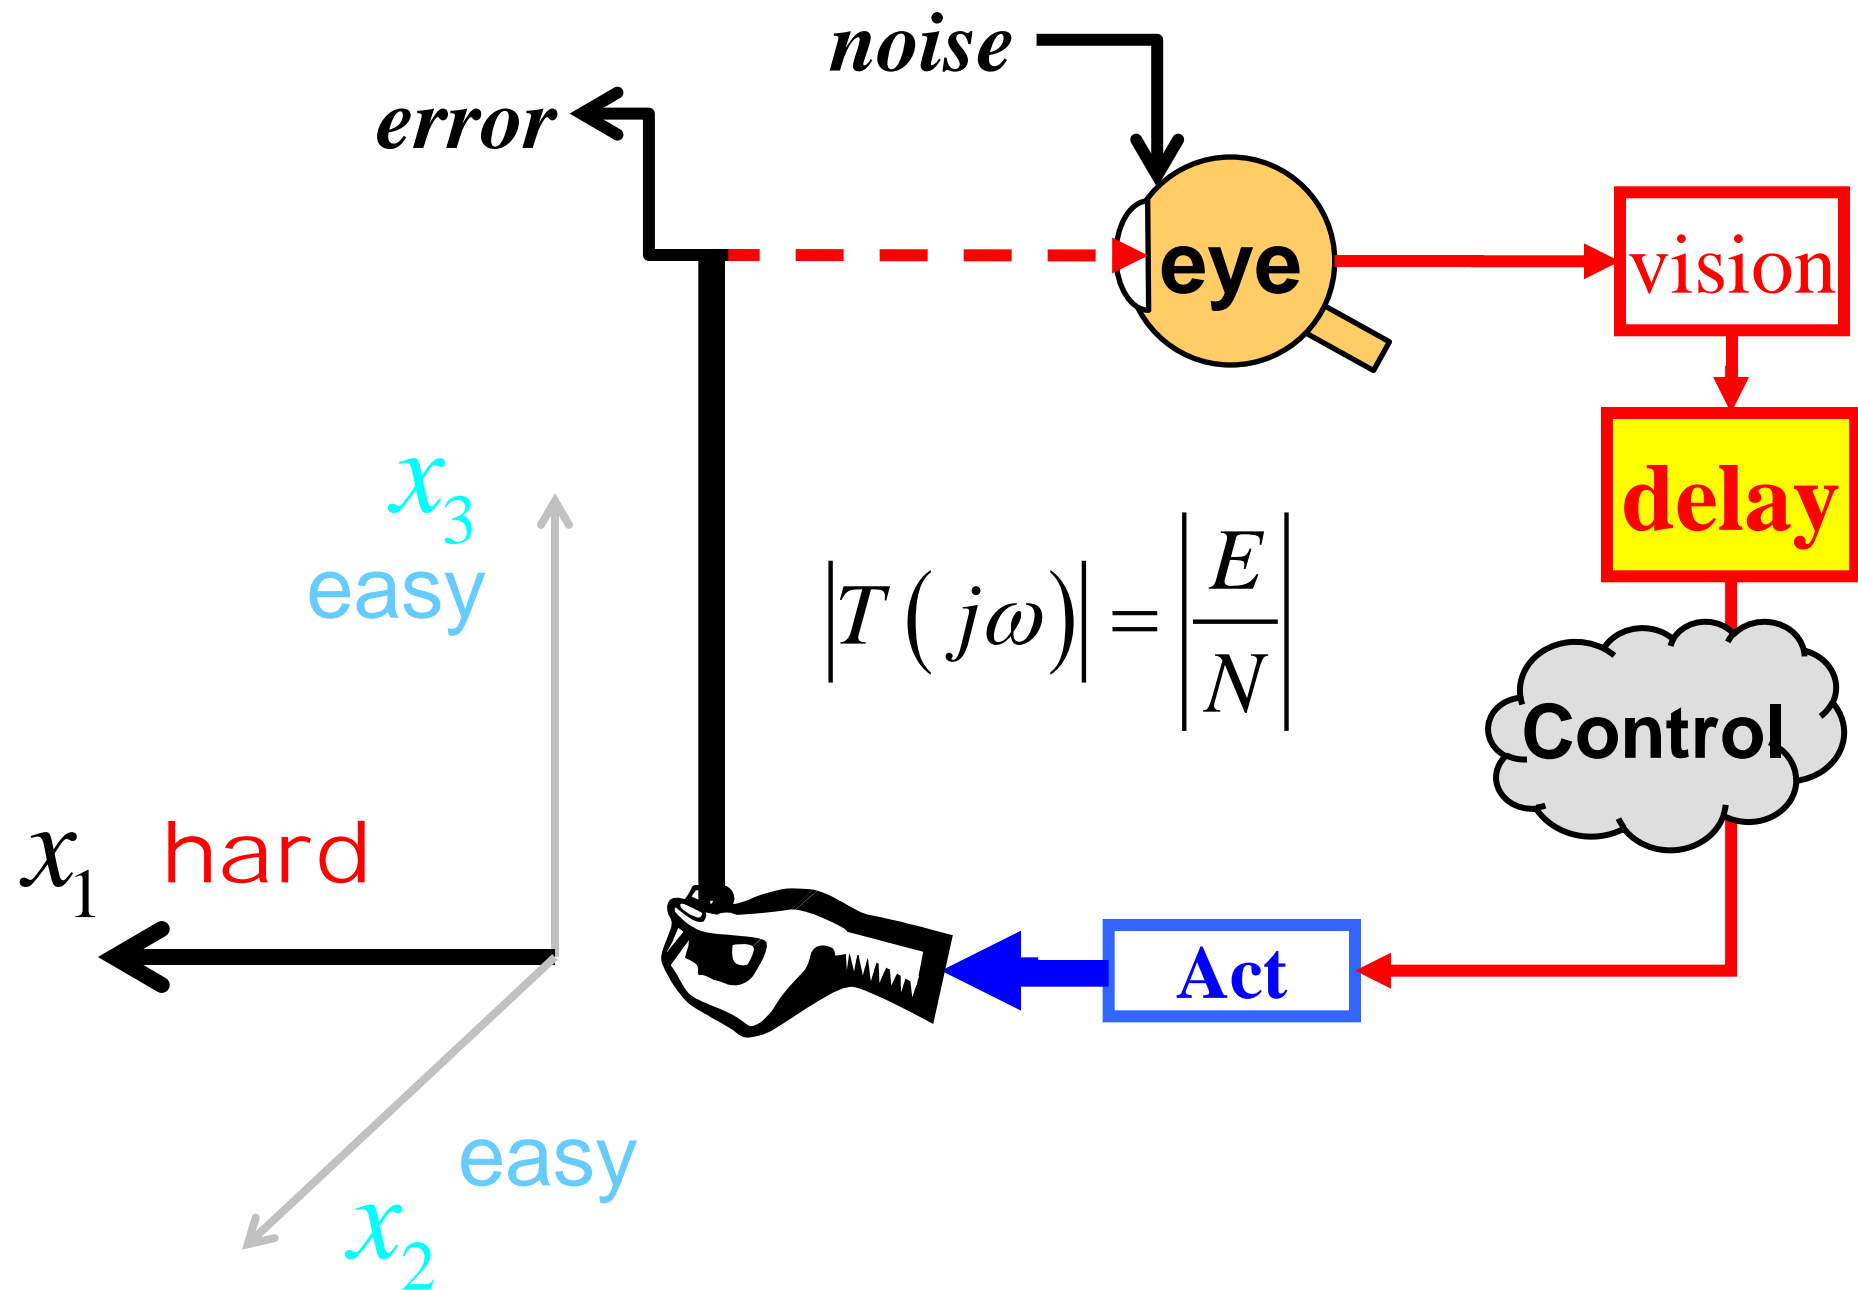 noise
error
eye
vision
delay
x₃
easy
|T(jω)| = |E/N|
Control
x₁ hard
Act
easy
x₂